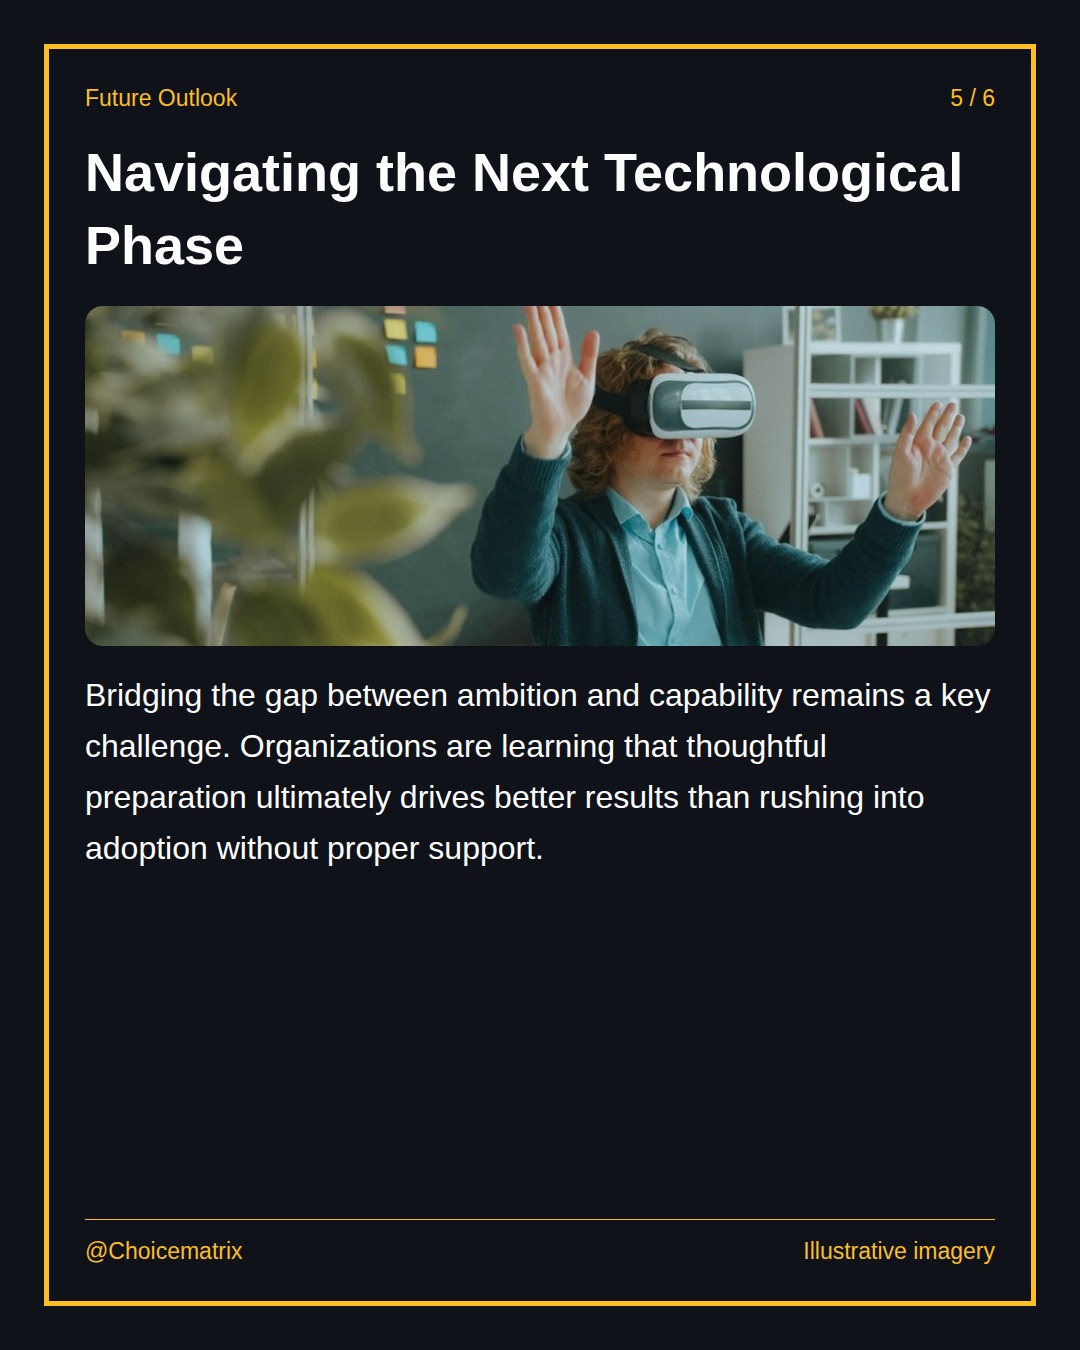 Future Outlook
5 / 6
Navigating the Next Technological
Phase
Bridging the gap between ambition and capability remains a key
challenge. Organizations are learning that thoughtful
preparation ultimately drives better results than rushing into
adoption without proper support.
@Choicematrix
Illustrative imagery